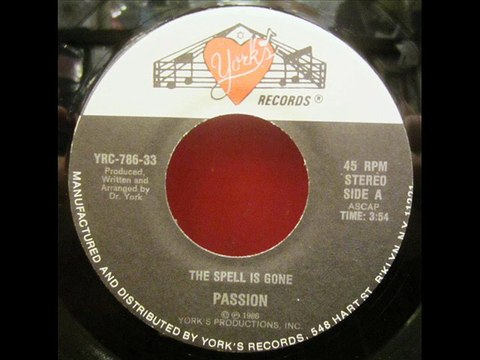 York's
RECORDS®
YRC-786-33
Produced,
Written and
Arranged by
Dr. York
45 RPM
STEREO
SIDE A
ASCAP
TIME: 3:54
THE SPELL IS GONE
PASSION
© ℗ 1986
YORK'S PRODUCTIONS, INC.
MANUFACTURED AND DISTRIBUTED BY YORK'S RECORDS, 548 HART ST. B'KLYN, N.Y. 11221